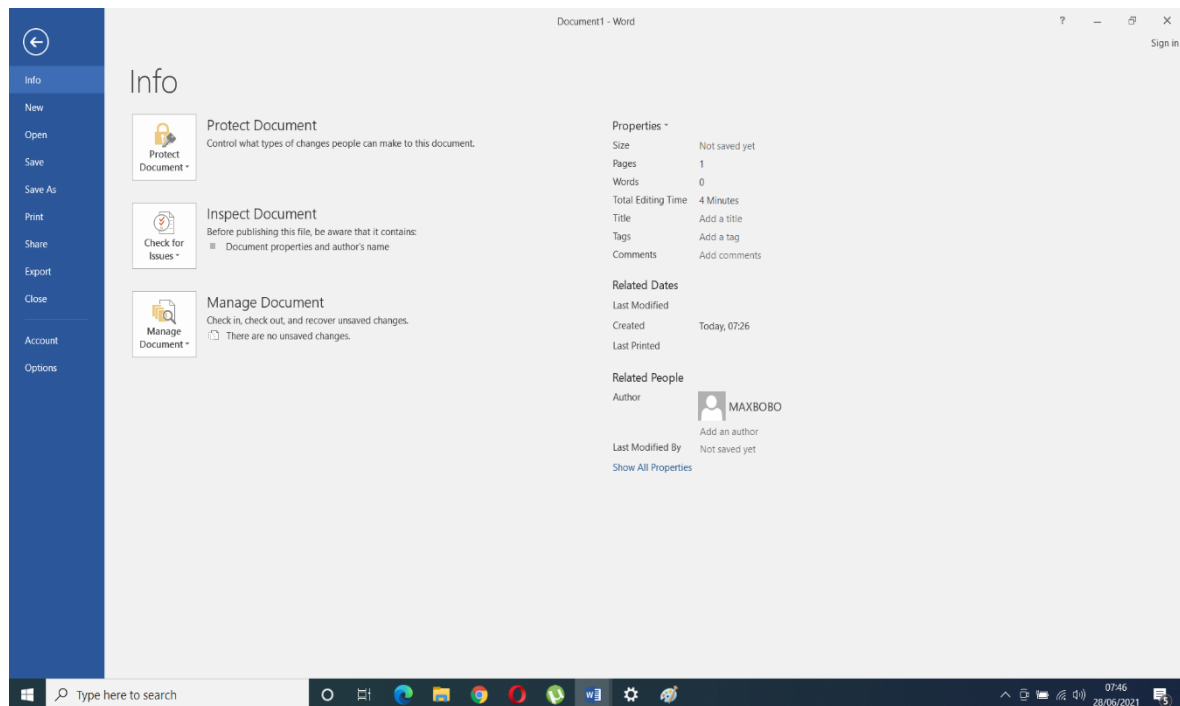 Document1 - Word
?
Sign in
Info
New
Open
Save
Save As
Print
Share
Export
Close
Account
Options
Info
Protect Document
Protect Document
Control what types of changes people can make to this document.
Check for Issues
Inspect Document
Before publishing this file, be aware that it contains:
Document properties and author's name
Manage Document
Manage Document
Check in, check out, and recover unsaved changes.
There are no unsaved changes.
Properties
Size Not saved yet
Pages 1
Words 0
Total Editing Time 4 Minutes
Title Add a title
Tags Add a tag
Comments Add comments
Related Dates
Last Modified
Created Today, 07:26
Last Printed
Related People
Author MAXBOBO
Add an author
Last Modified By Not saved yet
Show All Properties
Type here to search
07:46
28/06/2021
5